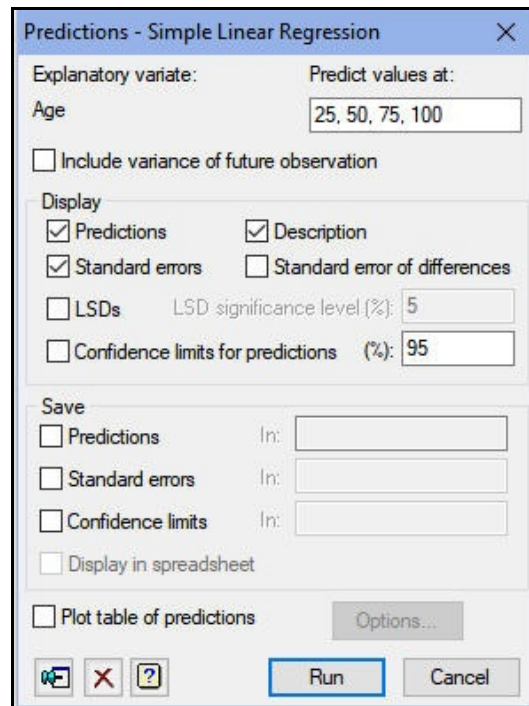 Predictions - Simple Linear Regression
Explanatory variate: Predict values at:
Age 25, 50, 75, 100
Include variance of future observation
Display
Predictions Description
Standard errors Standard error of differences
LSDs LSD significance level (%): 5
Confidence limits for predictions (%): 95
Save
Predictions In:
Standard errors In:
Confidence limits In:
Display in spreadsheet
Plot table of predictions Options...
? Run Cancel